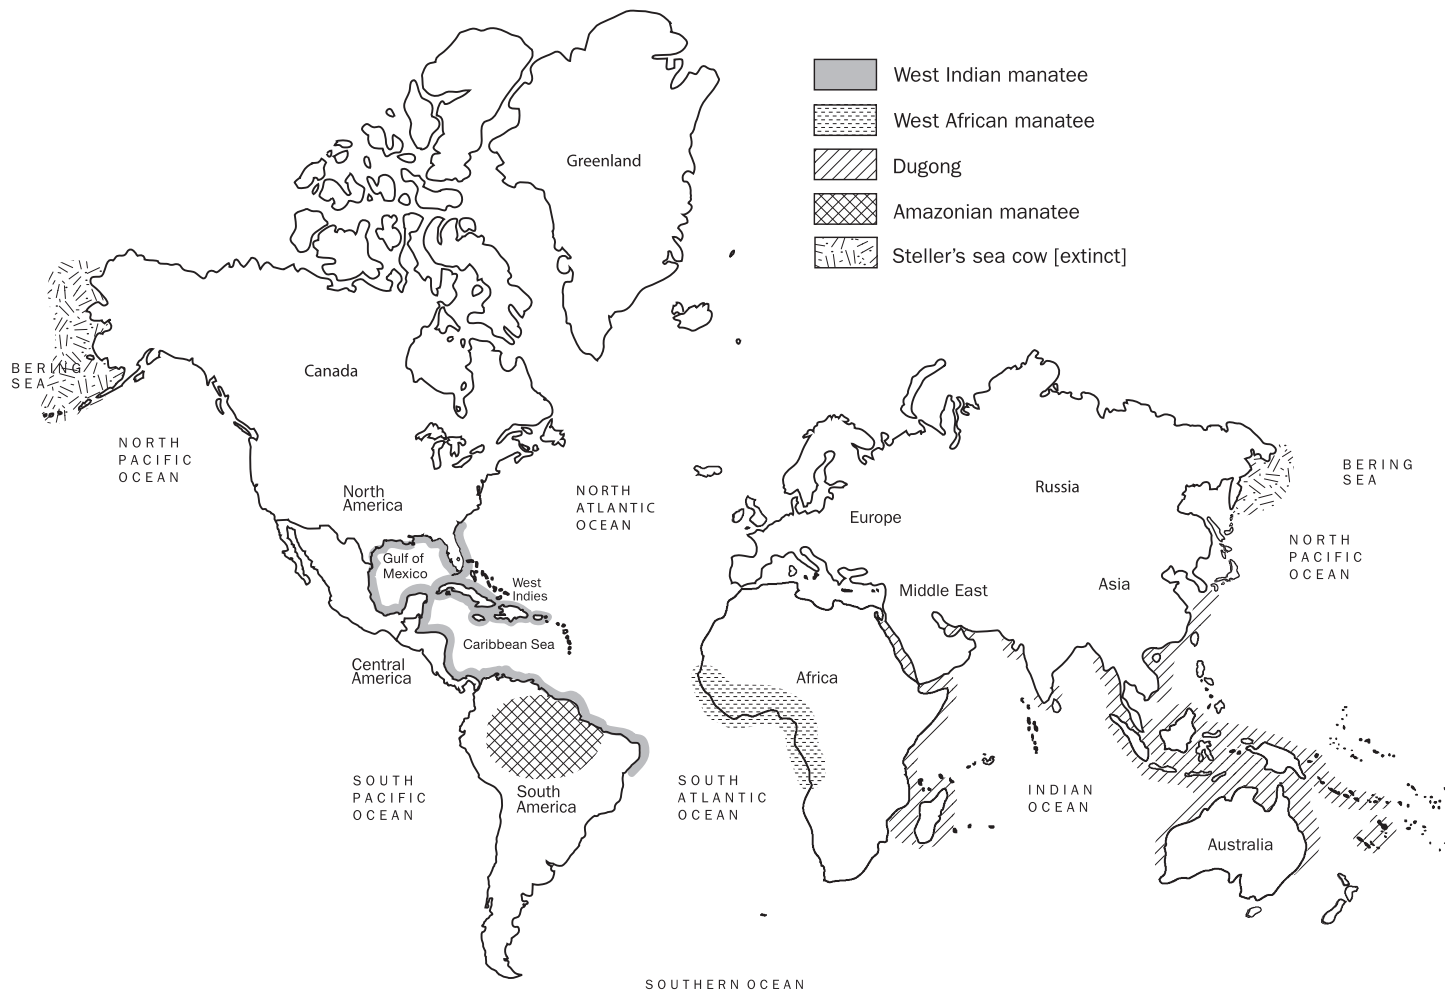 West Indian manatee
West African manatee
Dugong
Amazonian manatee
Steller's sea cow [extinct]
Greenland
Canada
BERING
SEA
NORTH
PACIFIC
OCEAN
North
America
NORTH
ATLANTIC
OCEAN
Gulf of
Mexico
West
Indies
Caribbean Sea
Central
America
SOUTH
PACIFIC
OCEAN
South
America
SOUTH
ATLANTIC
OCEAN
Europe
Russia
Middle East
Asia
Africa
BERING
SEA
NORTH
PACIFIC
OCEAN
INDIAN
OCEAN
Australia
SOUTHERN OCEAN